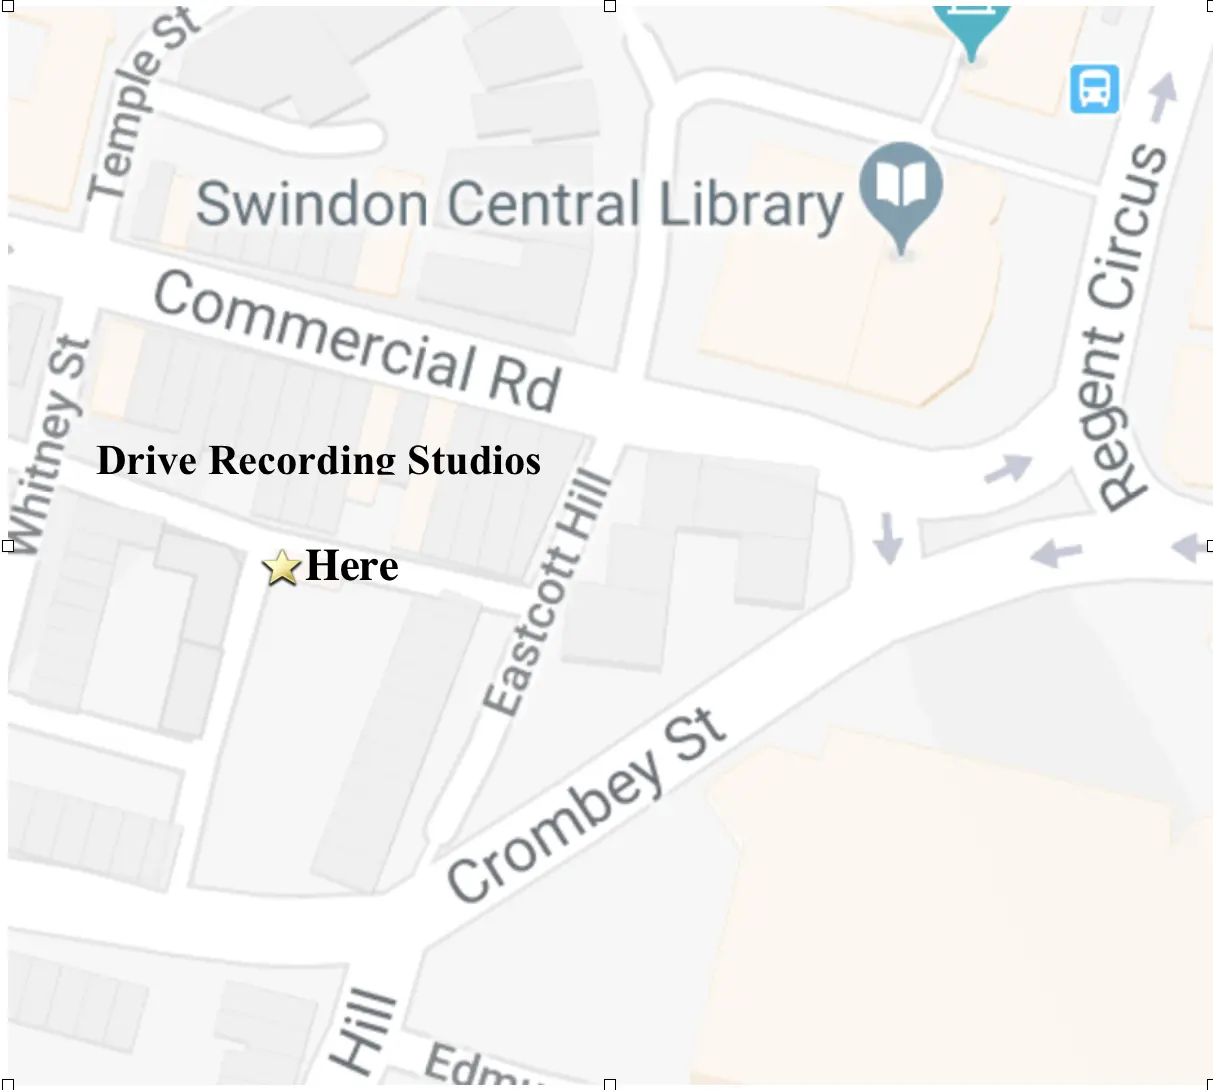 Temple St
Swindon Central Library
Regent Circus
Commercial Rd
Whitney St
Drive Recording Studios
Eastcott Hill
Here
Crombey St
Hill
Edmu